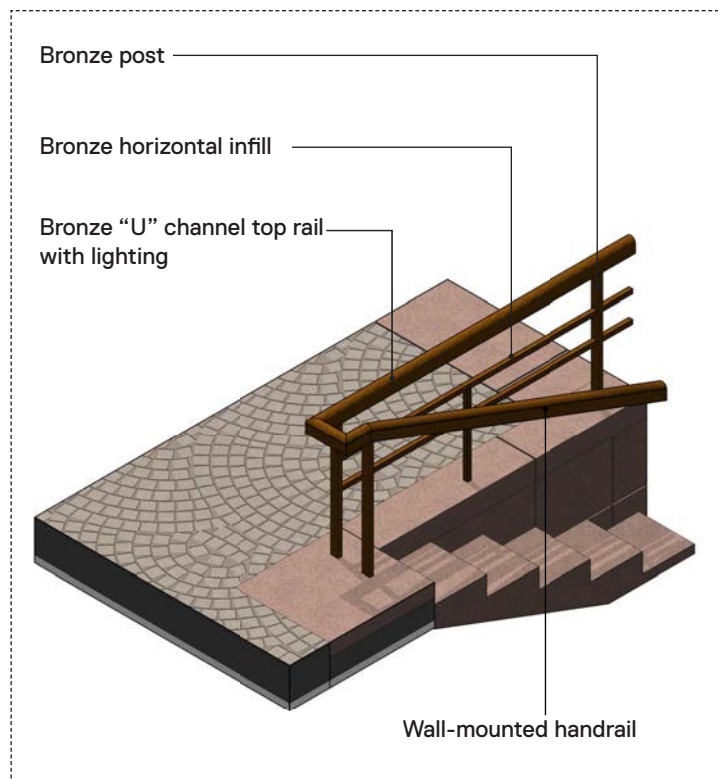 Bronze post
Bronze horizontal infill
Bronze “U” channel top rail
with lighting
Wall-mounted handrail